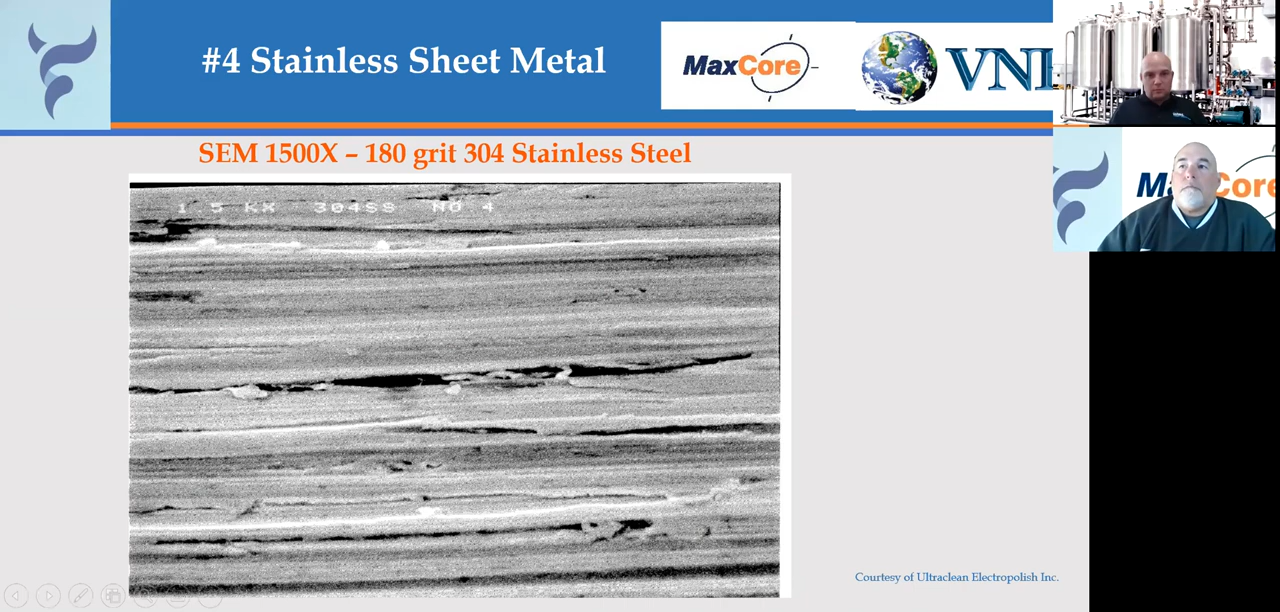 #4 Stainless Sheet Metal
MaxCore
SEM 1500X – 180 grit 304 Stainless Steel
1.5 KX 304SS NO 4
Courtesy of Ultraclean Electropolish Inc.